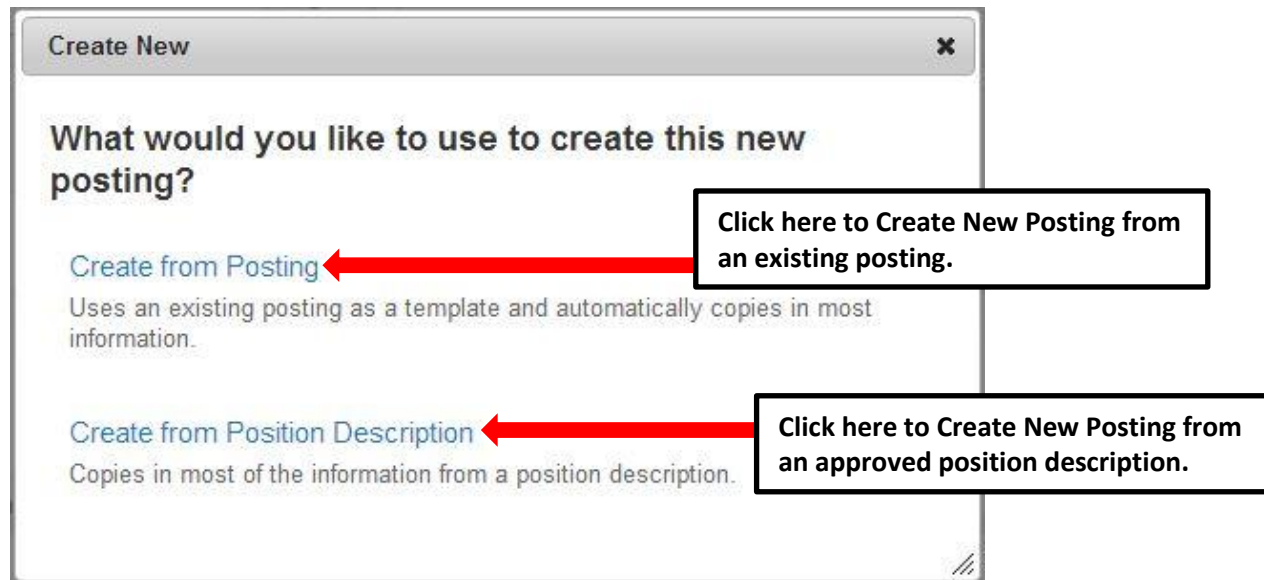 Create New
What would you like to use to create this new
posting?
Click here to Create New Posting from
an existing posting.
Create from Posting
Uses an existing posting as a template and automatically copies in most
information.
Create from Position Description
Click here to Create New Posting from
an approved position description.
Copies in most of the information from a position description.